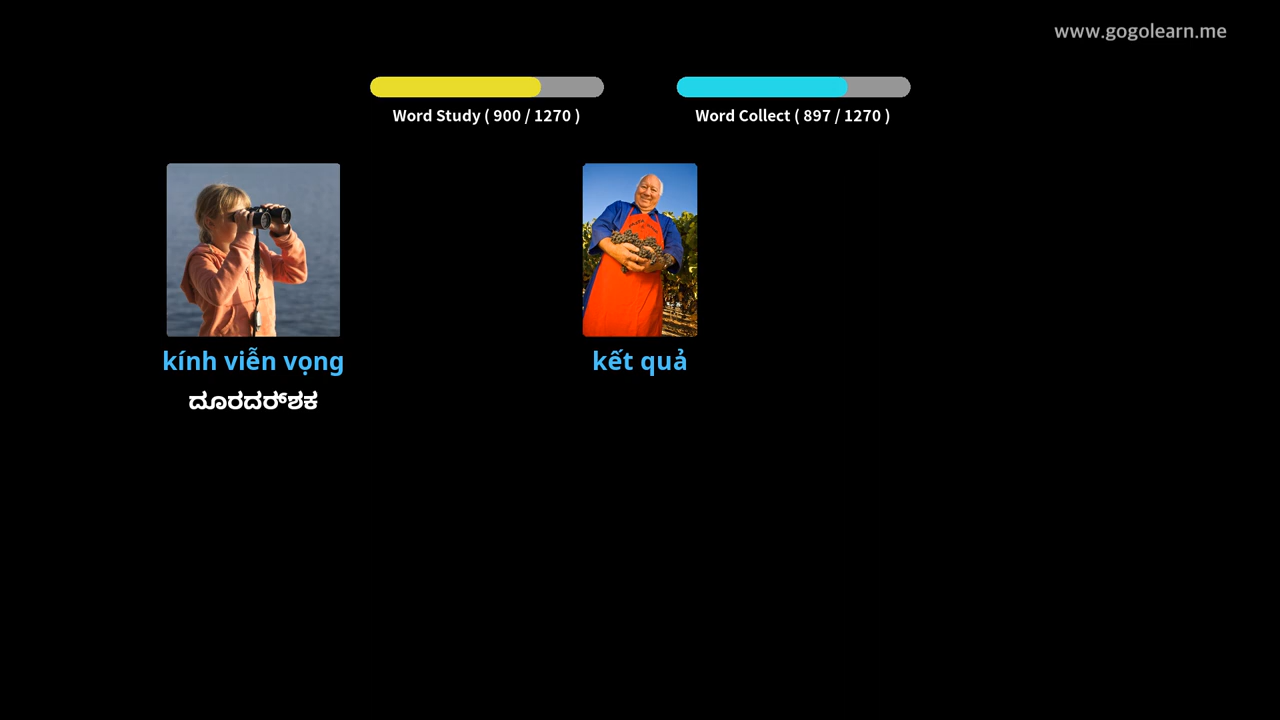 www.gogolearn.me
Word Study ( 900 / 1270 )
Word Collect ( 897 / 1270 )
kính viễn vọng
ದೂರದರ್ಶಕ
kết quả